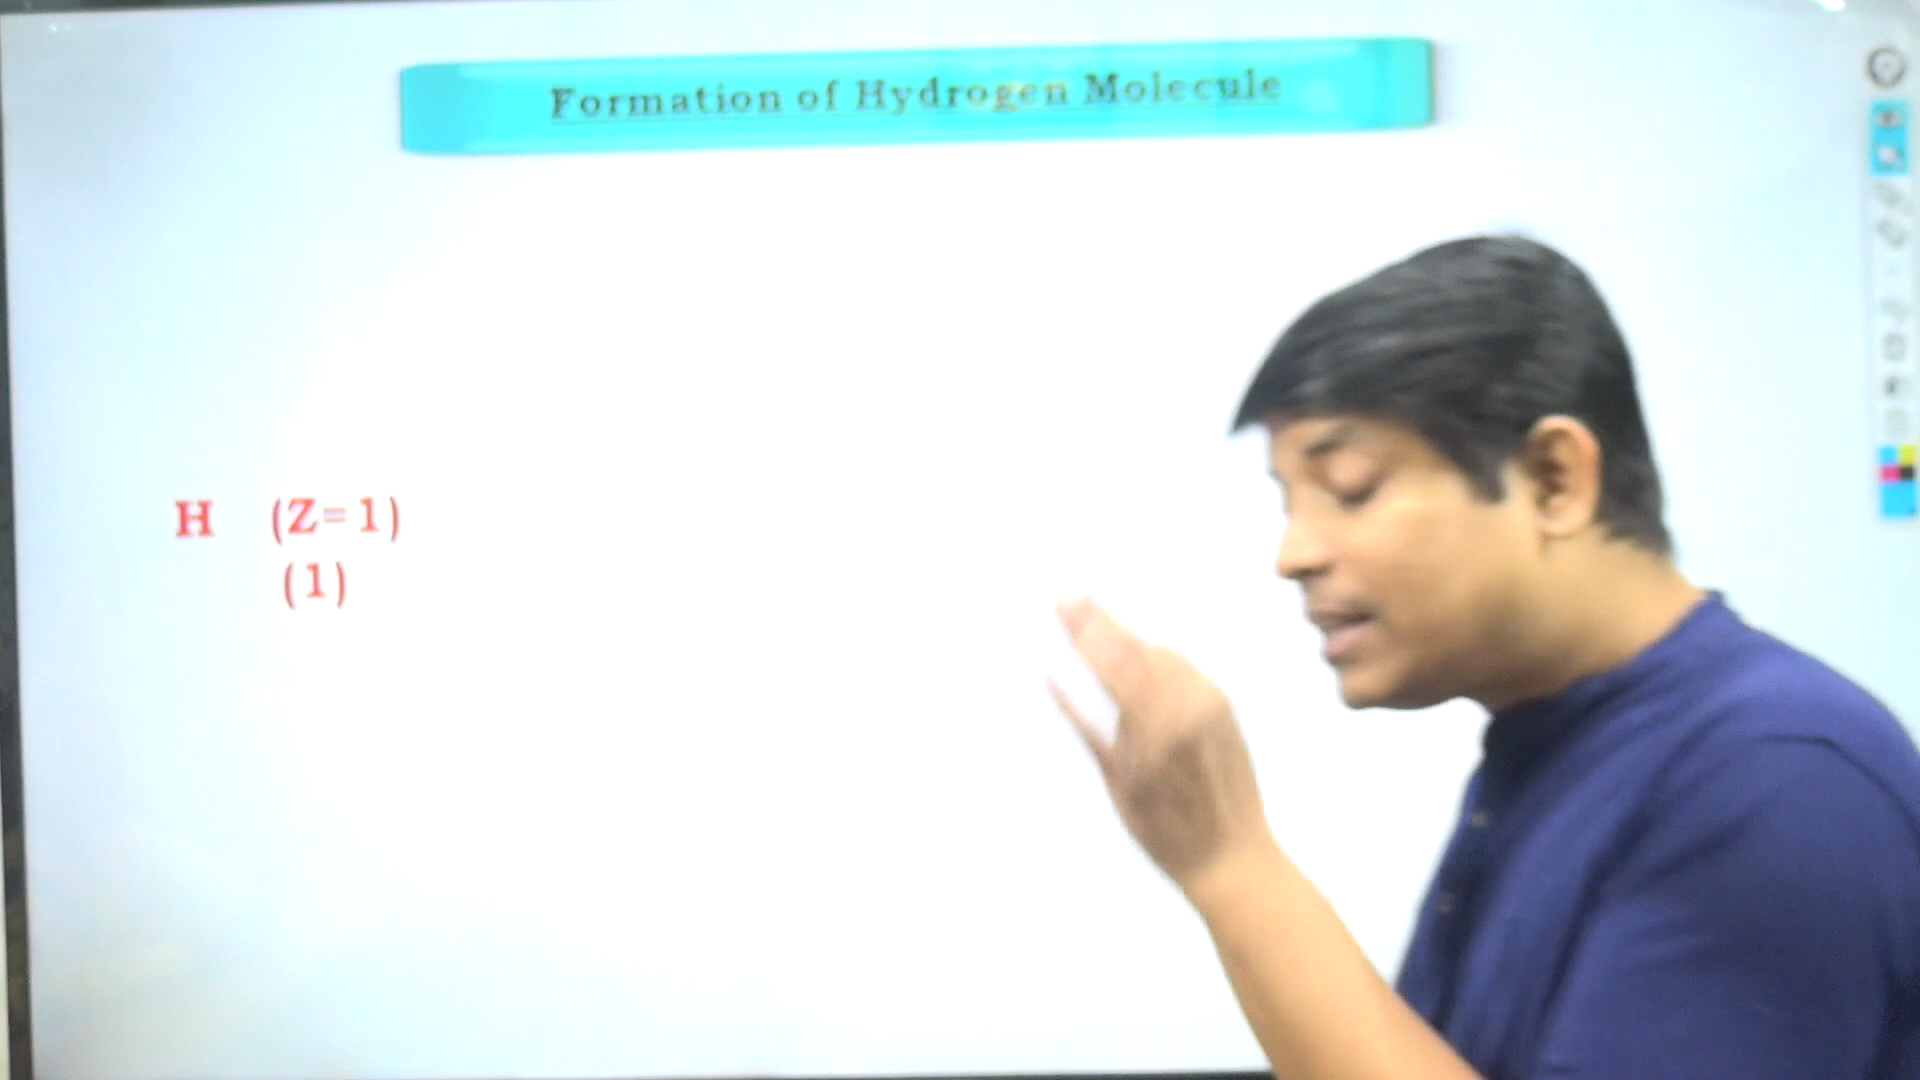 Formation of Hydrogen Molecule
H (Z=1)
(1)